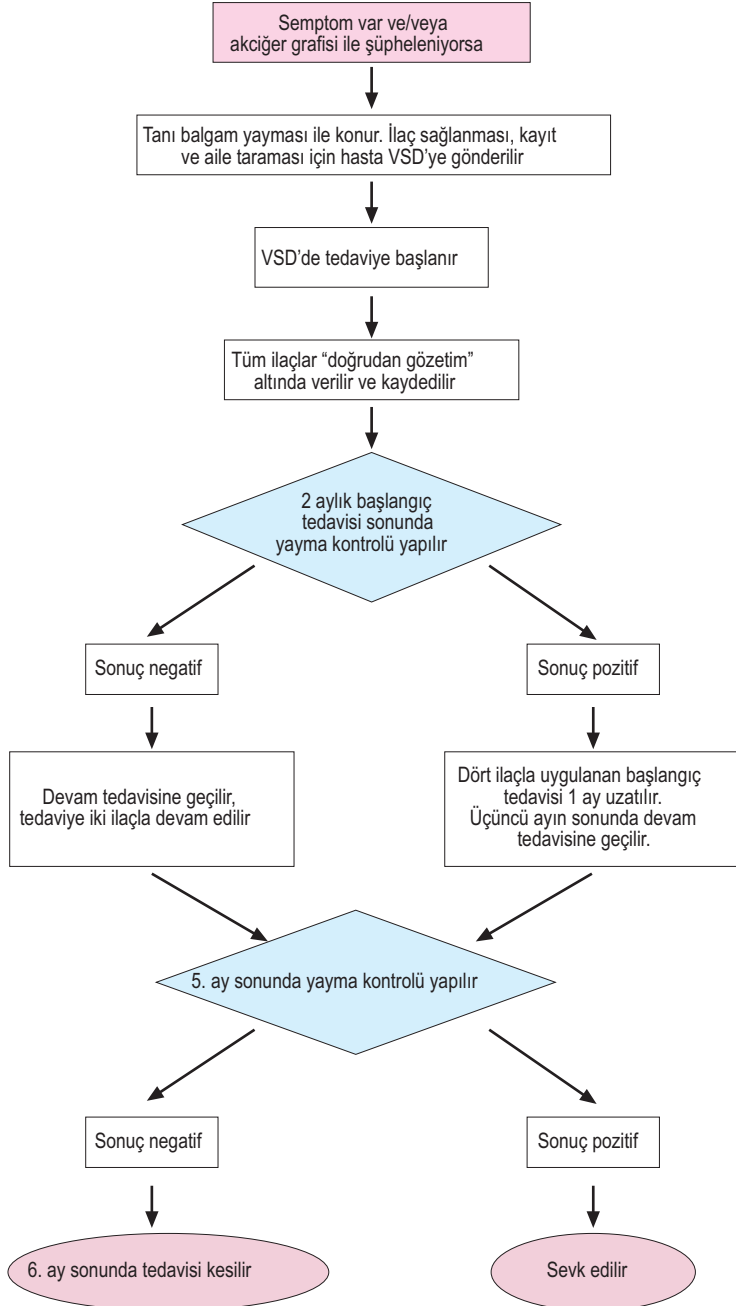 Semptom var ve/veya
akciğer grafisi ile şüpheleniyorsa
Tanı balgam yayması ile konur. İlaç sağlanması, kayıt
ve aile taraması için hasta VSD’ye gönderilir
VSD’de tedaviye başlanır
Tüm ilaçlar “doğrudan gözetim”
altında verilir ve kaydedilir
2 aylık başlangıç
tedavisi sonunda
yayma kontrolü yapılır
Sonuç negatif
Sonuç pozitif
Devam tedavisine geçilir,
tedaviye iki ilaçla devam edilir
Dört ilaçla uygulanan başlangıç
tedavisi 1 ay uzatılır.
Üçüncü ayın sonunda devam
tedavisine geçilir.
5. ay sonunda yayma kontrolü yapılır
Sonuç negatif
Sonuç pozitif
6. ay sonunda tedavisi kesilir
Sevk edilir